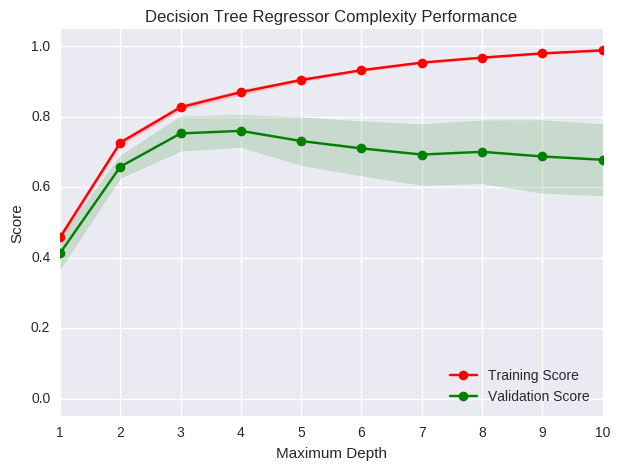 Decision Tree Regressor Complexity Performance
1.0
0.8
0.6
0.4
0.2
0.0
Score
Training Score
Validation Score
1 2 3 4 5 6 7 8 9 10
Maximum Depth